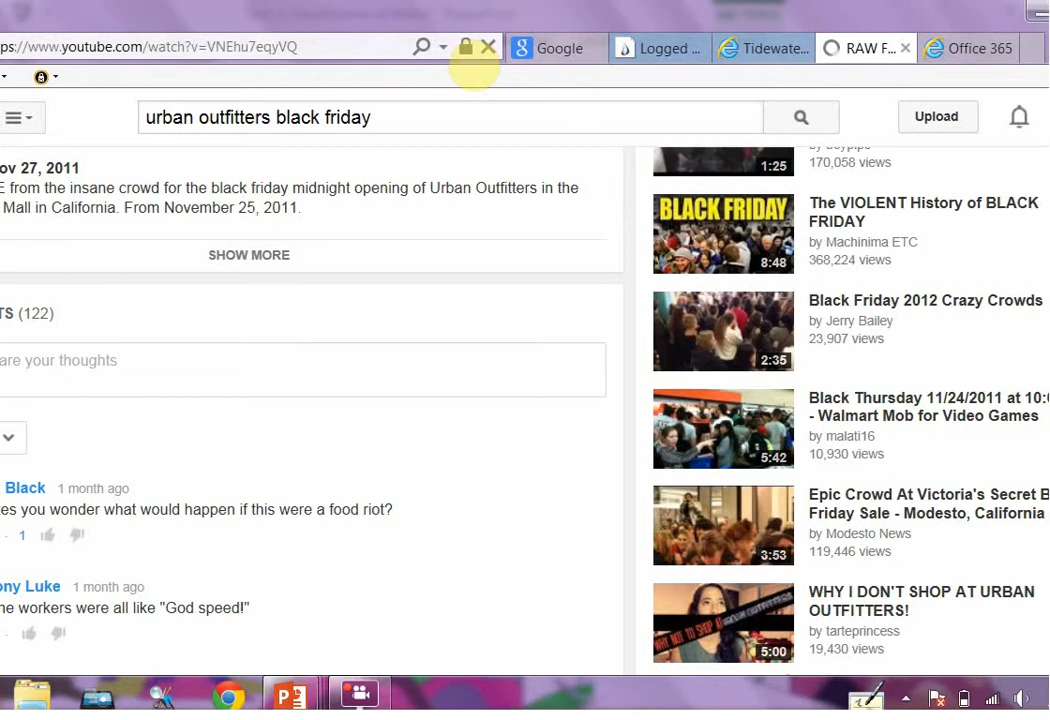 ps://www.youtube.com/watch?v=VNEhu7eqyVQ
Google
Logged ...
Tidewate...
RAW F...
Office 365
urban outfitters black friday
Upload
ov 27, 2011
E from the insane crowd for the black friday midnight opening of Urban Outfitters in the
Mall in California. From November 25, 2011.
SHOW MORE
TS (122)
are your thoughts
Black 1 month ago
es you wonder what would happen if this were a food riot?
1
ony Luke 1 month ago
he workers were all like "God speed!"
1:25
170,058 views
BLACK FRIDAY
8:48
The VIOLENT History of BLACK
FRIDAY
by Machinima ETC
368,224 views
2:35
Black Friday 2012 Crazy Crowds
by Jerry Bailey
23,907 views
5:42
Black Thursday 11/24/2011 at 10:
- Walmart Mob for Video Games
by malati16
10,930 views
3:53
Epic Crowd At Victoria's Secret B
Friday Sale - Modesto, California
by Modesto News
119,446 views
WHY NOT TO SHOP AT URBAN OUTFITTERS
5:00
WHY I DON'T SHOP AT URBAN
OUTFITTERS!
by tarteprincess
19,430 views